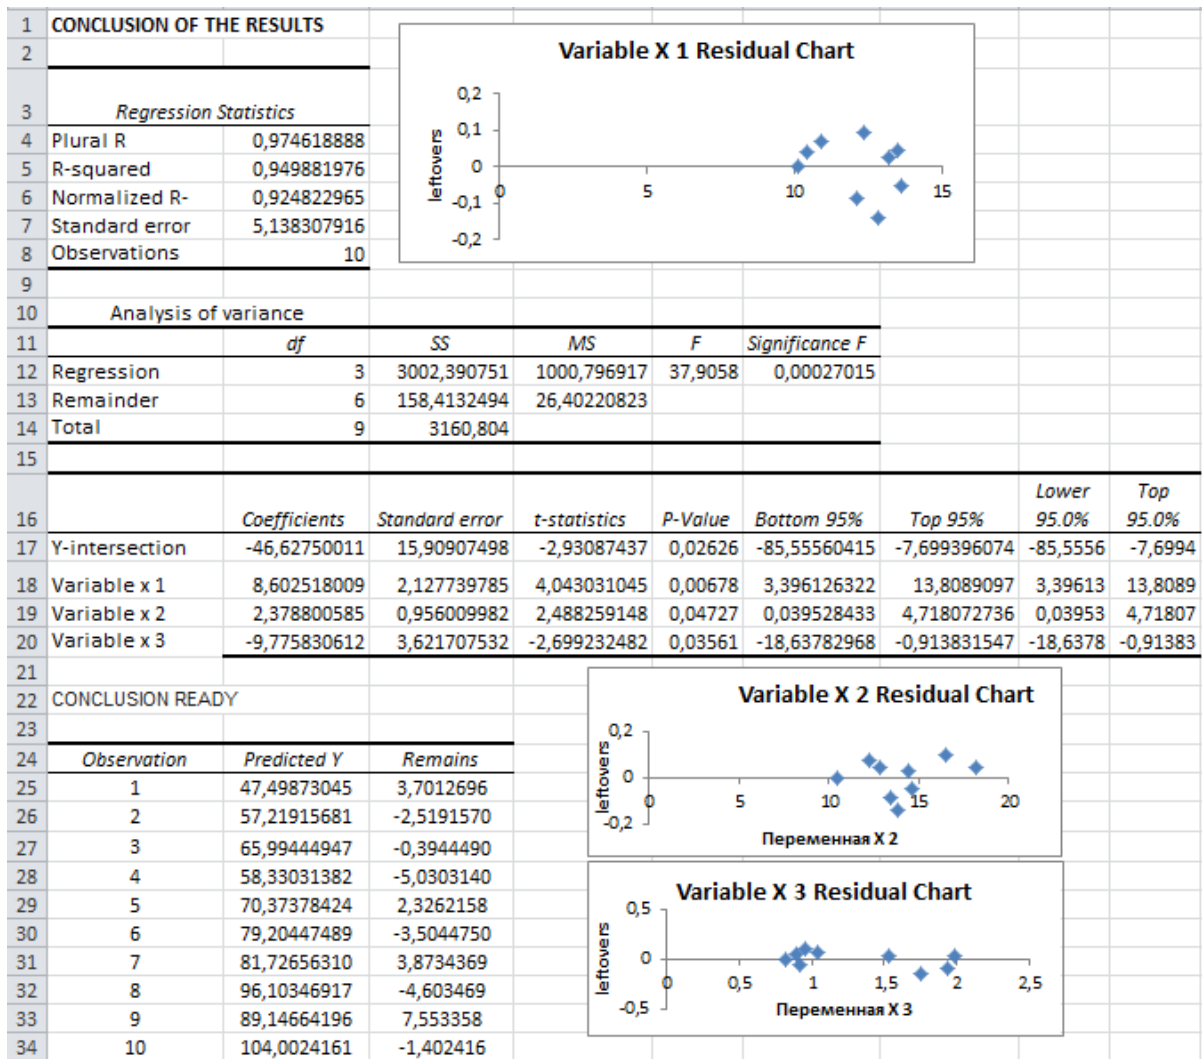 1 CONCLUSION OF THE RESULTS
2
3 Regression Statistics
4 Plural R 0,974618888
5 R-squared 0,949881976
6 Normalized R- 0,924822965
7 Standard error 5,138307916
8 Observations 10
Variable X 1 Residual Chart
leftovers
0,2
0,1
0
-0,1
-0,2
0 5 10 15
9
10 Analysis of variance
11 df SS MS F Significance F
12 Regression 3 3002,390751 1000,796917 37,9058 0,00027015
13 Remainder 6 158,4132494 26,40220823
14 Total 9 3160,804
15
Lower Top
16 Coefficients Standard error t-statistics P-Value Bottom 95% Top 95% 95.0% 95.0%
17 Y-intersection -46,62750011 15,90907498 -2,93087437 0,02626 -85,55560415 -7,699396074 -85,5556 -7,6994
18 Variable x 1 8,602518009 2,127739785 4,043031045 0,00678 3,396126322 13,8089097 3,39613 13,8089
19 Variable x 2 2,378800585 0,956009982 2,488259148 0,04727 0,039528433 4,718072736 0,03953 4,71807
20 Variable x 3 -9,775830612 3,621707532 -2,699232482 0,03561 -18,63782968 -0,913831547 -18,6378 -0,91383
21
22 CONCLUSION READY
23
24 Observation Predicted Y Remains
25 1 47,49873045 3,7012696
26 2 57,21915681 -2,5191570
27 3 65,99444947 -0,3944490
28 4 58,33031382 -5,0303140
29 5 70,37378424 2,3262158
30 6 79,20447489 -3,5044750
31 7 81,72656310 3,8734369
32 8 96,10346917 -4,603469
33 9 89,14664196 7,553358
34 10 104,0024161 -1,402416
Variable X 2 Residual Chart
leftovers
0,2
0
-0,2
0 5 10 15 20
Переменная X 2
Variable X 3 Residual Chart
leftovers
0,5
0
-0,5
0 0,5 1 1,5 2 2,5
Переменная X 3